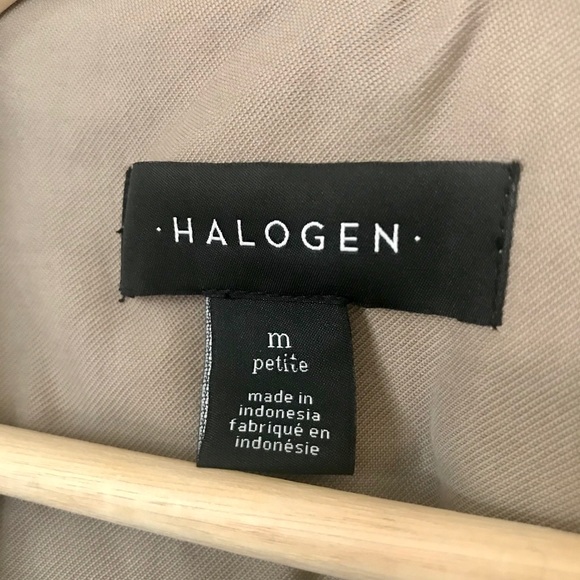 ·HALOGEN·
m
petite
made in
indonesia
fabriqué en
indonésie